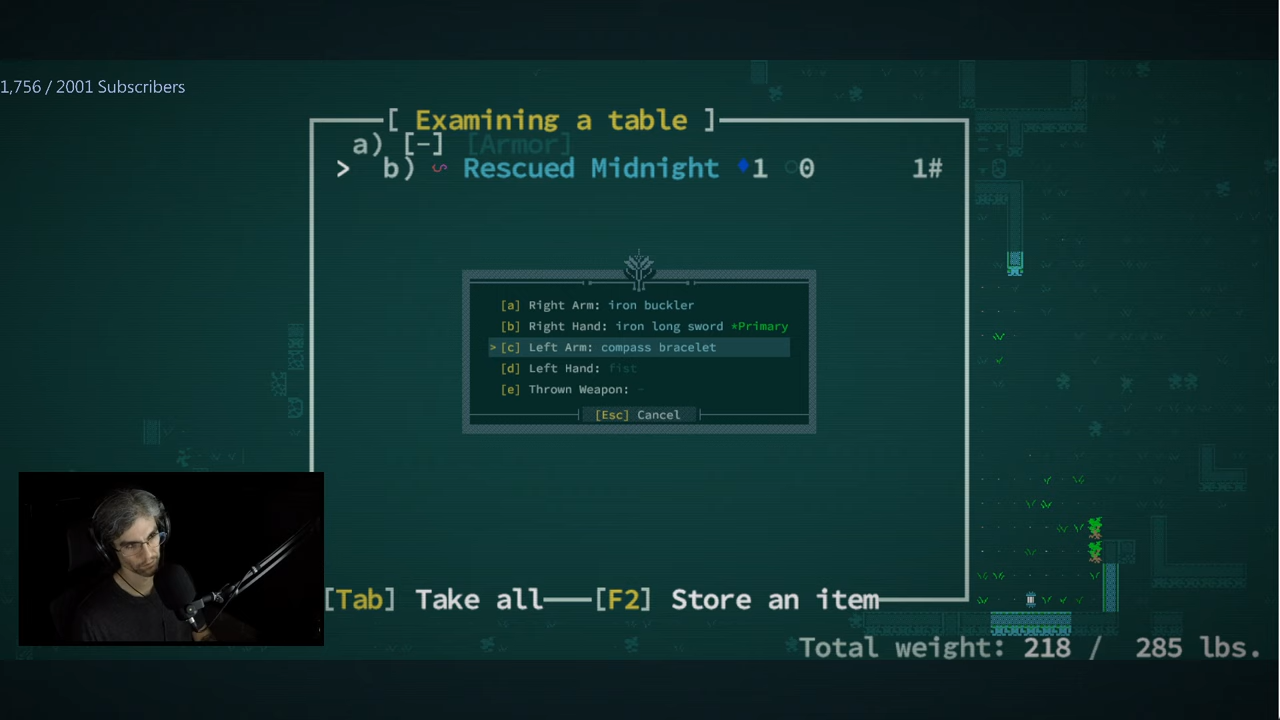 1,756 / 2001 Subscribers
[ Examining a table ]
a) [-] [Armor]
> b) Rescued Midnight ♦1 ○0 1#
[a] Right Arm: iron buckler
[b] Right Hand: iron long sword *Primary
> [c] Left Arm: compass bracelet
[d] Left Hand: fist
[e] Thrown Weapon: -
[Esc] Cancel
[Tab] Take all [F2] Store an item
Total weight: 218 / 285 lbs.